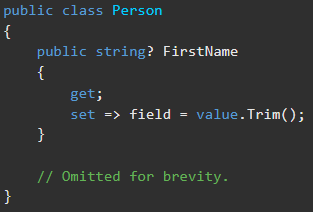 public class Person
{
    public string? FirstName
    {
        get;
        set => field = value.Trim();
    }

    // Omitted for brevity.
}